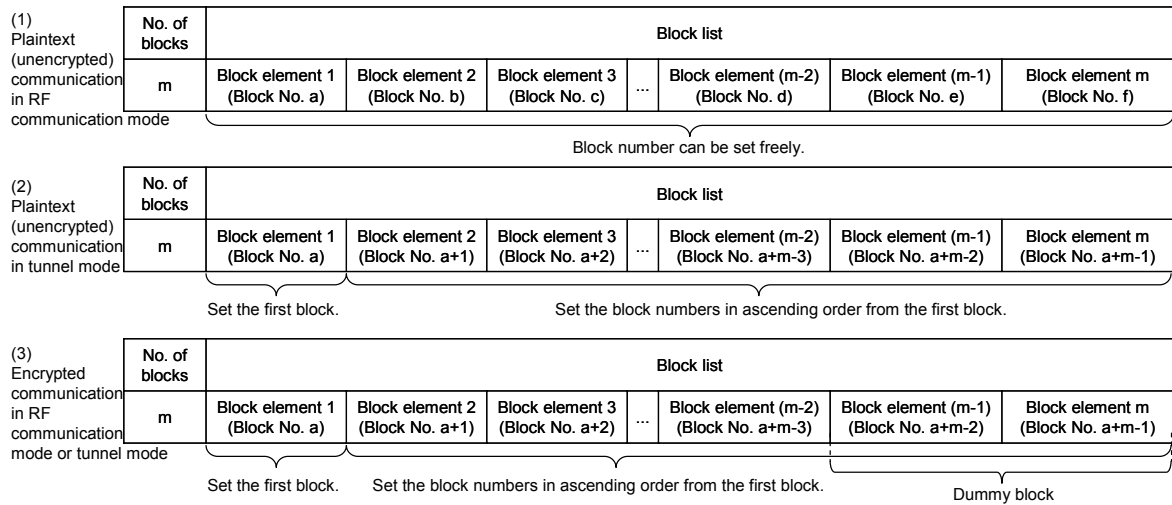 (1)
Plaintext
(unencrypted)
communication
in RF
communication mode
No. of
blocks
Block list
m
Block element 1
(Block No. a)
Block element 2
(Block No. b)
Block element 3
(Block No. c)
...
Block element (m-2)
(Block No. d)
Block element (m-1)
(Block No. e)
Block element m
(Block No. f)
Block number can be set freely.
(2)
Plaintext
(unencrypted)
communication
in tunnel mode
No. of
blocks
Block list
m
Block element 1
(Block No. a)
Block element 2
(Block No. a+1)
Block element 3
(Block No. a+2)
...
Block element (m-2)
(Block No. a+m-3)
Block element (m-1)
(Block No. a+m-2)
Block element m
(Block No. a+m-1)
Set the first block.
Set the block numbers in ascending order from the first block.
(3)
Encrypted
communication
in RF
communication
mode or tunnel mode
No. of
blocks
Block list
m
Block element 1
(Block No. a)
Block element 2
(Block No. a+1)
Block element 3
(Block No. a+2)
...
Block element (m-2)
(Block No. a+m-3)
Block element (m-1)
(Block No. a+m-2)
Block element m
(Block No. a+m-1)
Set the first block.
Set the block numbers in ascending order from the first block.
Dummy block